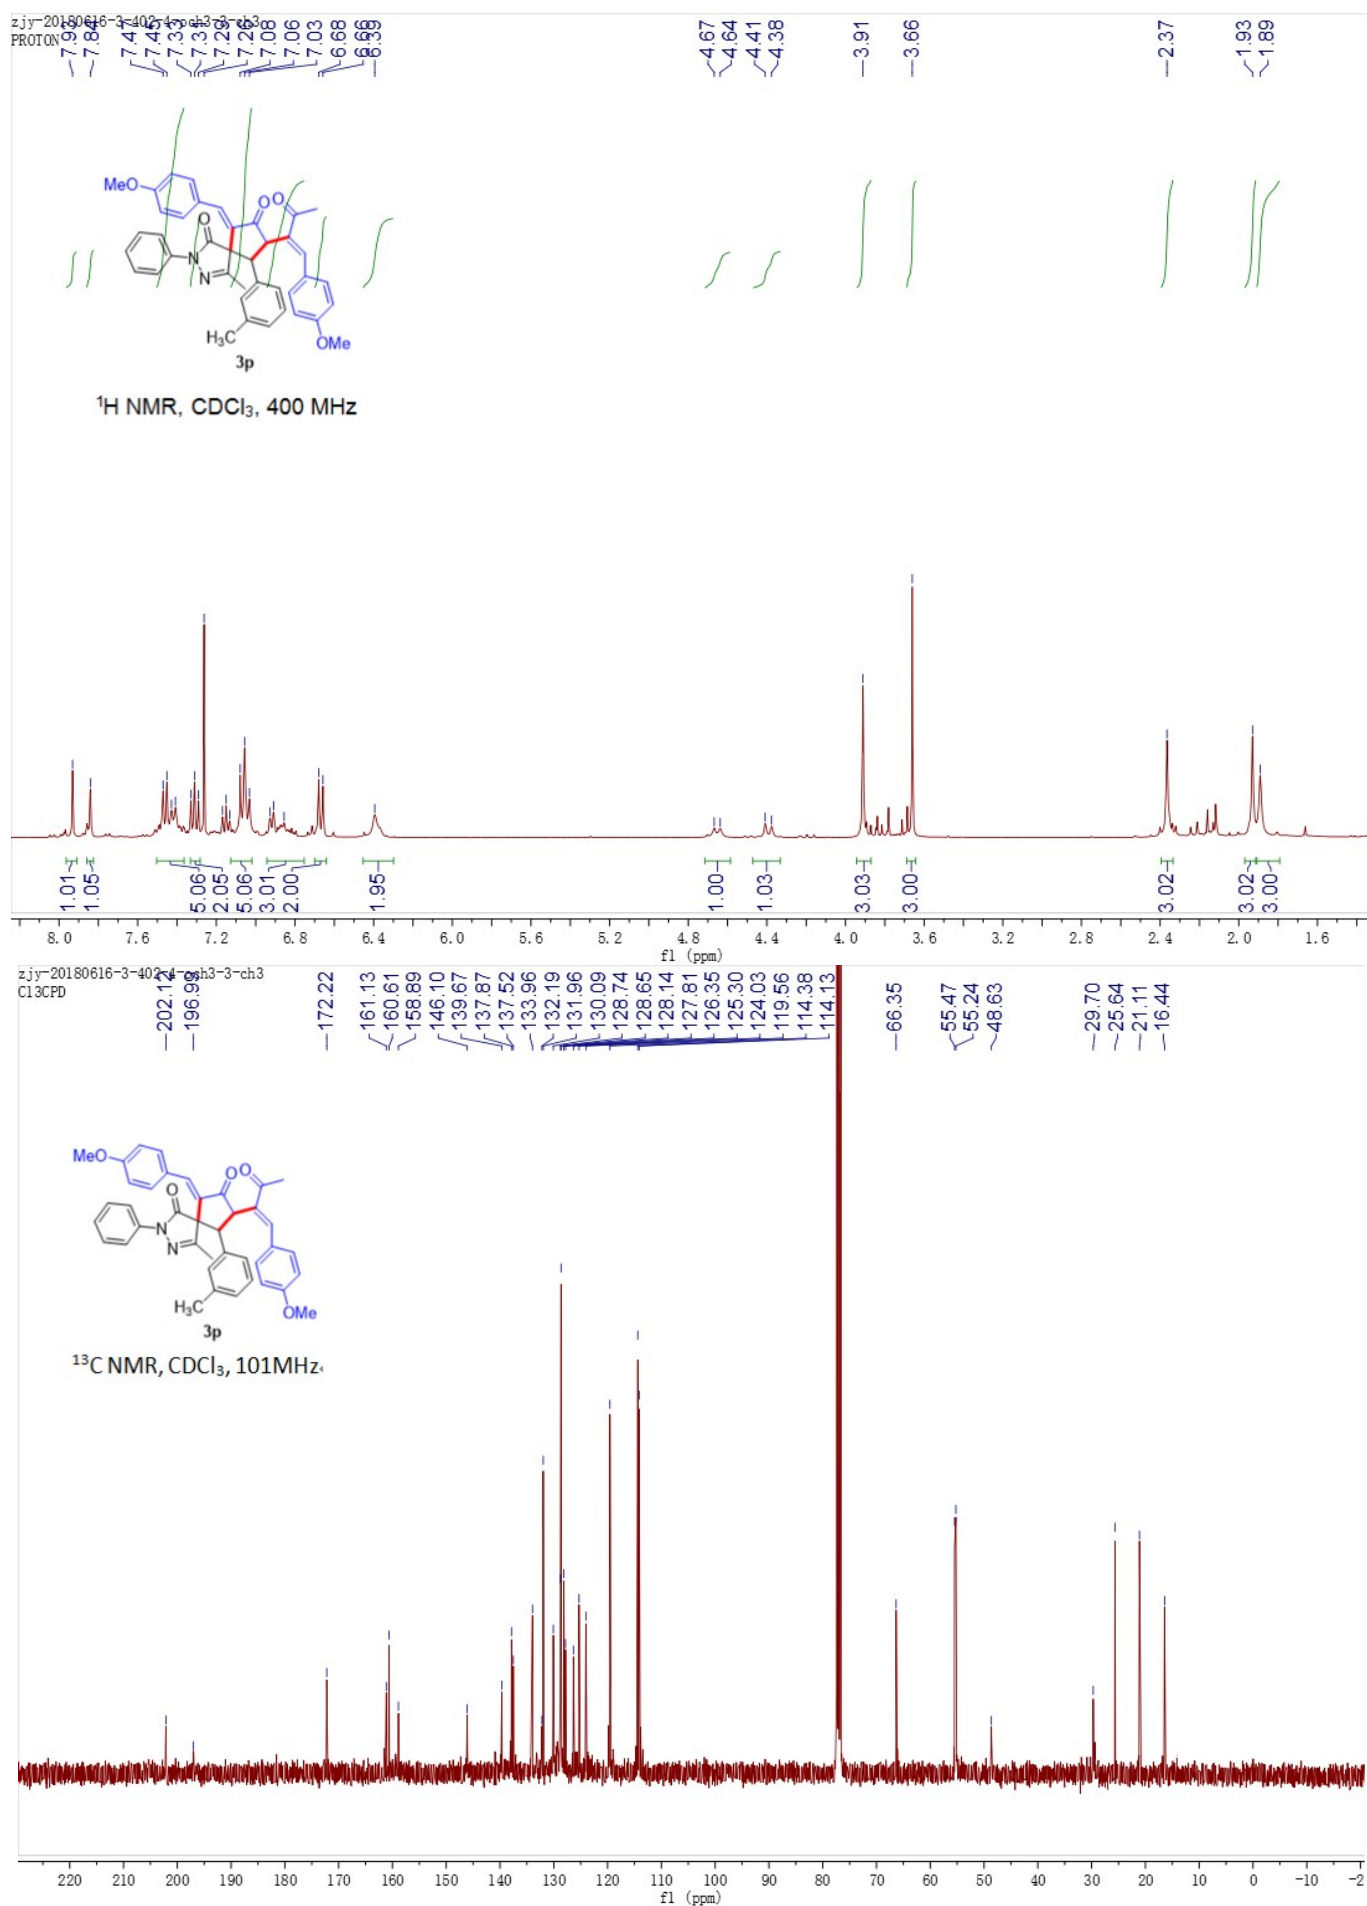 zjy-20180616-3-402-4-och3-3-ch3
PROTON
7.93
7.84
7.47
7.45
7.33
7.31
7.29
7.26
7.08
7.06
7.03
6.68
6.66
6.39
4.67
4.64
4.41
4.38
3.91
3.66
2.37
1.93
1.89
MeO
O
O
O
N
N
H₃C
OMe
3p
¹H NMR, CDCl₃, 400 MHz
1.01
1.05
5.06
2.05
5.06
3.01
2.00
1.95
1.00
1.03
3.03
3.00
3.02
3.02
3.00
8.0 7.6 7.2 6.8 6.4 6.0 5.6 5.2 4.8 4.4 4.0 3.6 3.2 2.8 2.4 2.0 1.6
f1 (ppm)
zjy-20180616-3-402-4-och3-3-ch3
C13CPD
202.12
196.99
172.22
161.13
160.61
158.89
146.10
139.67
137.87
137.52
133.96
132.19
131.96
130.09
128.74
128.65
128.14
127.81
126.35
125.30
124.03
119.56
114.38
114.13
66.35
55.47
55.24
48.63
29.70
25.64
21.11
16.44
MeO
O
O
O
N
N
H₃C
OMe
3p
¹³C NMR, CDCl₃, 101MHz
220 210 200 190 180 170 160 150 140 130 120 110 100 90 80 70 60 50 40 30 20 10 0 -10 -2
f1 (ppm)